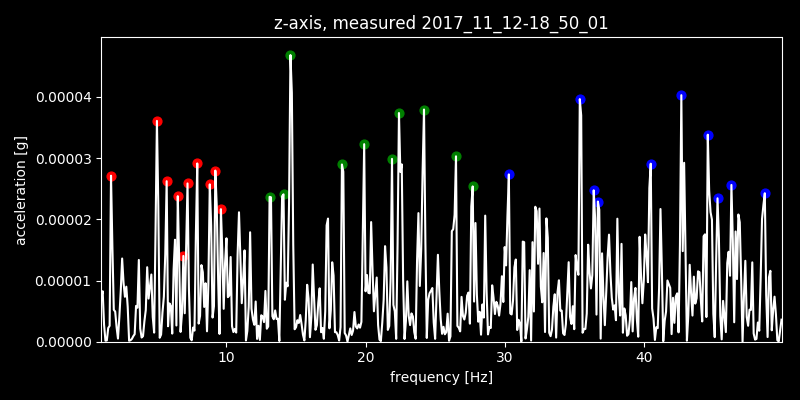 z-axis, measured 2017_11_12-18_50_01
acceleration [g]
0.00004
0.00003
0.00002
0.00001
0.00000
10 20 30 40
frequency [Hz]